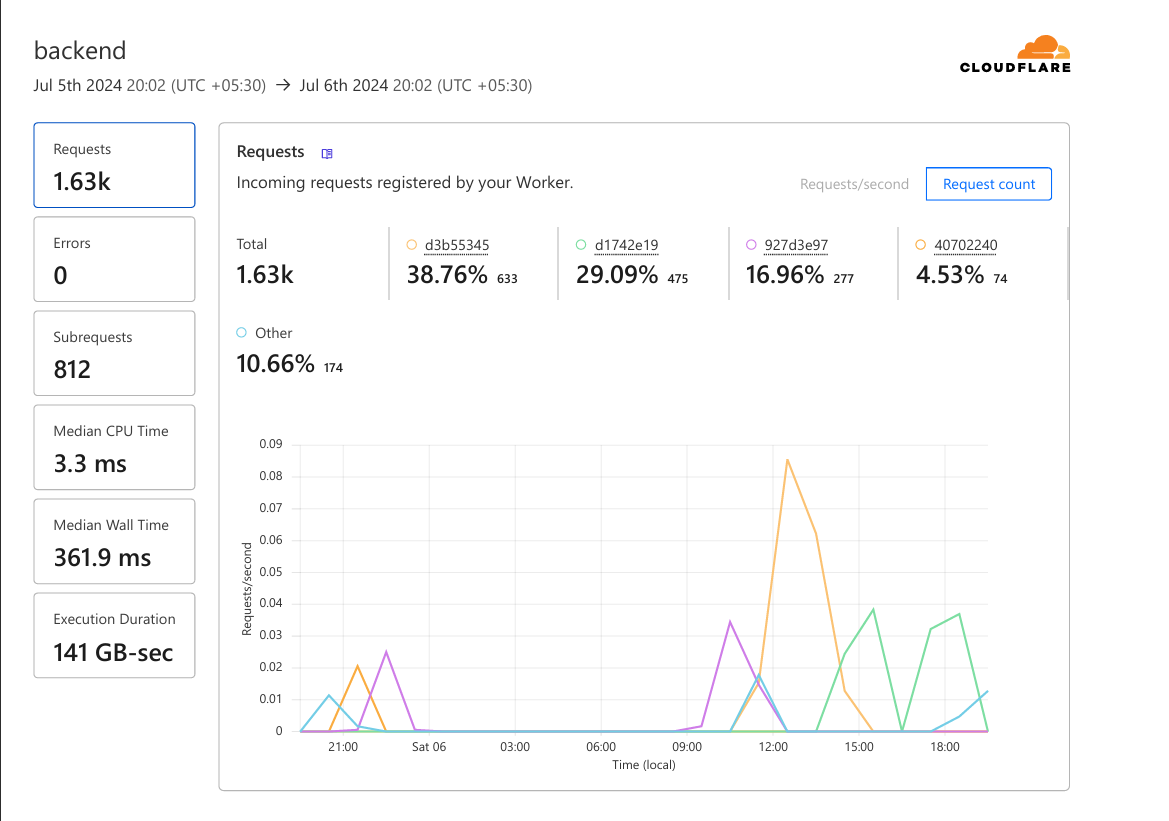 backend
CLOUDFLARE
Jul 5th 2024 20:02 (UTC +05:30) → Jul 6th 2024 20:02 (UTC +05:30)
Requests
1.63k
Errors
0
Subrequests
812
Median CPU Time
3.3 ms
Median Wall Time
361.9 ms
Execution Duration
141 GB-sec
Requests
Incoming requests registered by your Worker.
Requests/second
Request count
Total
1.63k
d3b55345
38.76% 633
d1742e19
29.09% 475
927d3e97
16.96% 277
40702240
4.53% 74
Other
10.66% 174
Requests/second
0.09
0.08
0.07
0.06
0.05
0.04
0.03
0.02
0.01
0
21:00 Sat 06 03:00 06:00 09:00 12:00 15:00 18:00
Time (local)